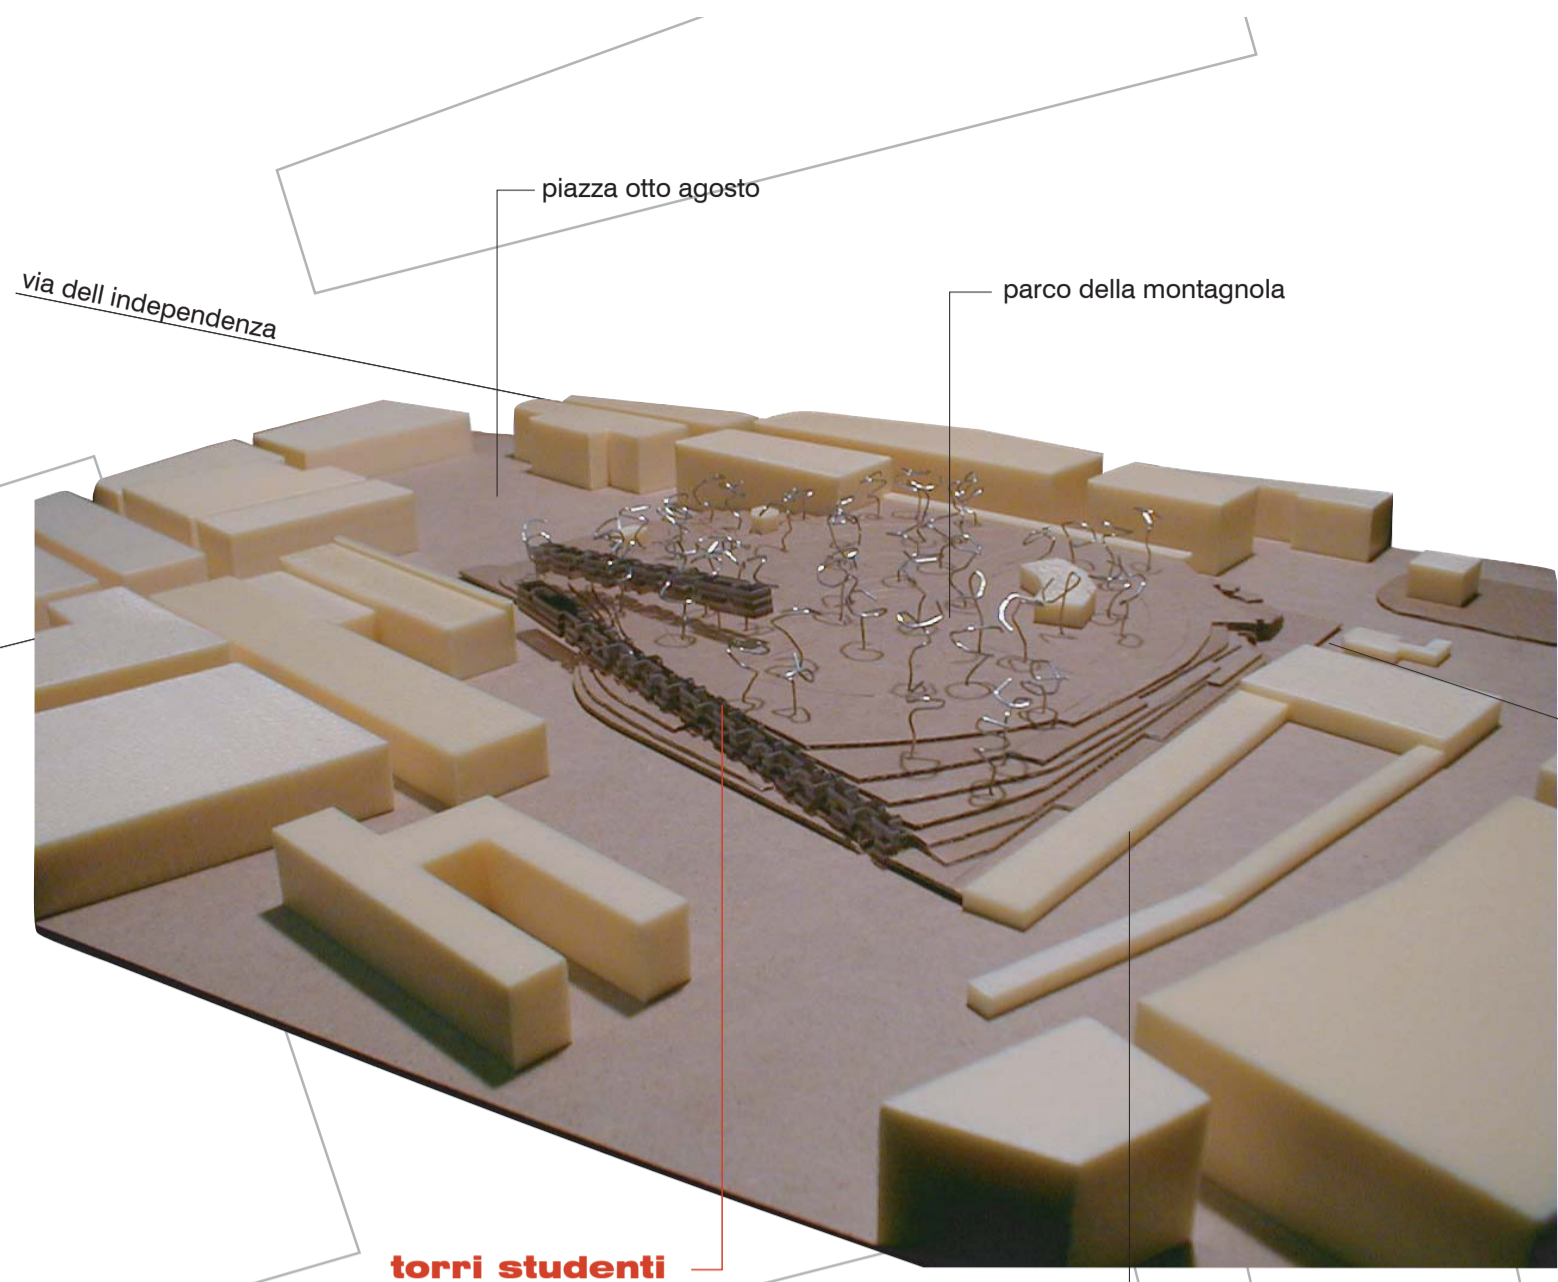 piazza otto agosto
via dell independenza
parco della montagnola
torri studenti